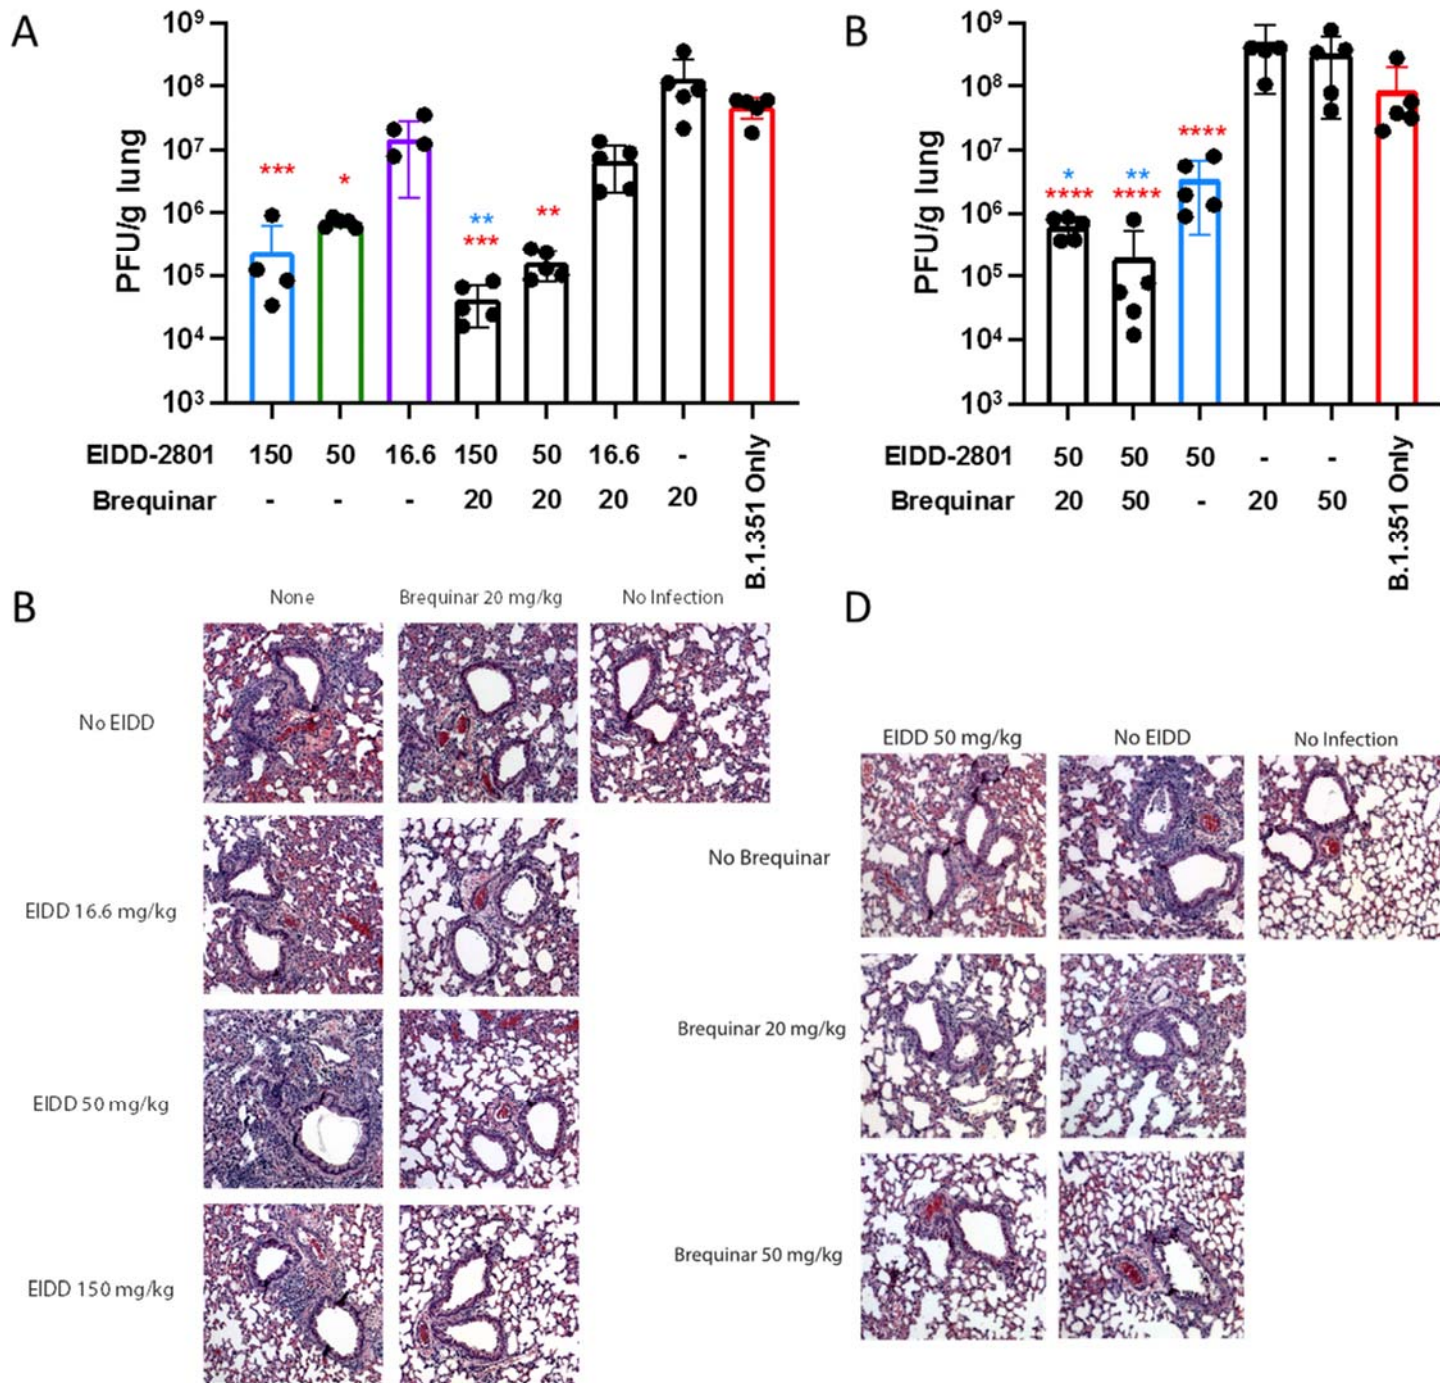 A
B
10⁹
10⁸
10⁷
10⁶
10⁵
10⁴
10³
PFU/g lung
***
*
**
***
**
EIDD-2801 150 50 16.6 150 50 16.6 -
Brequinar - - - 20 20 20 20
B.1.351 Only
10⁹
10⁸
10⁷
10⁶
10⁵
10⁴
10³
PFU/g lung
*
****
**
****
****
EIDD-2801 50 50 50 - -
Brequinar 20 50 - 20 50
B.1.351 Only
B
None Brequinar 20 mg/kg No Infection
No EIDD
EIDD 16.6 mg/kg
EIDD 50 mg/kg
EIDD 150 mg/kg
D
EIDD 50 mg/kg No EIDD No Infection
No Brequinar
Brequinar 20 mg/kg
Brequinar 50 mg/kg